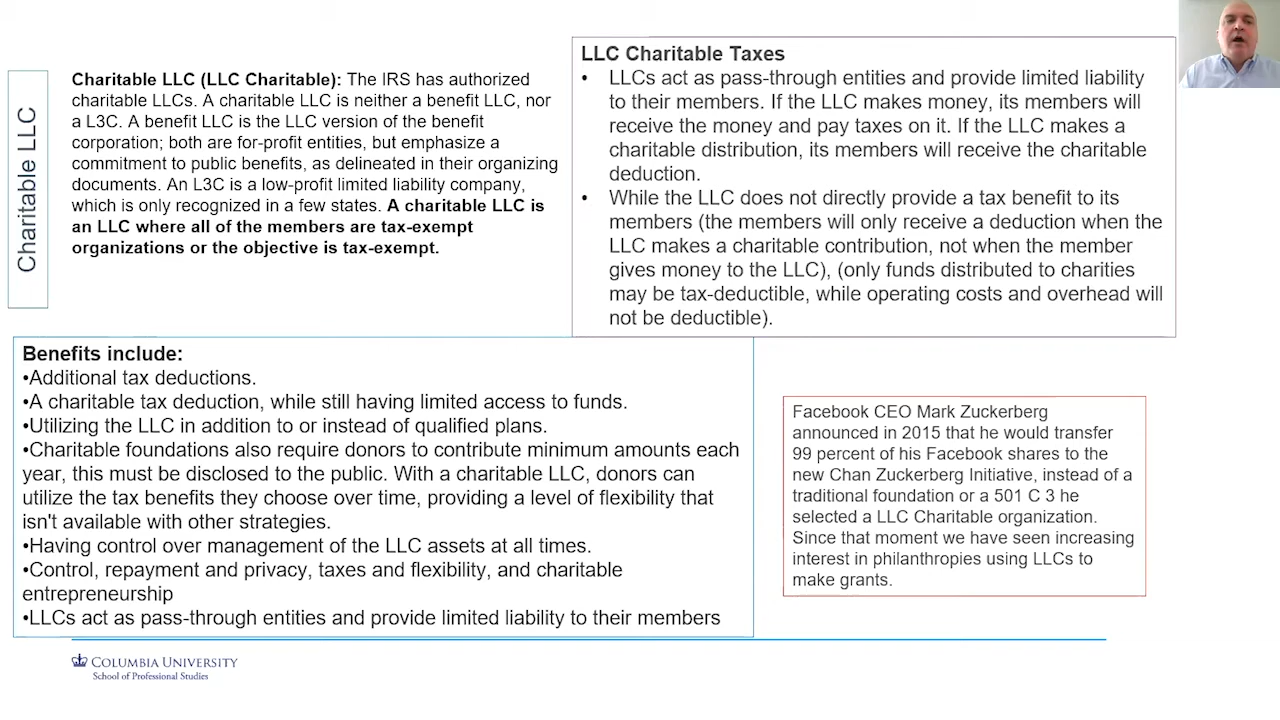 Charitable LLC
Charitable LLC (LLC Charitable): The IRS has authorized
charitable LLCs. A charitable LLC is neither a benefit LLC, nor
a L3C. A benefit LLC is the LLC version of the benefit
corporation; both are for-profit entities, but emphasize a
commitment to public benefits, as delineated in their organizing
documents. An L3C is a low-profit limited liability company,
which is only recognized in a few states. A charitable LLC is
an LLC where all of the members are tax-exempt
organizations or the objective is tax-exempt.
LLC Charitable Taxes
• LLCs act as pass-through entities and provide limited liability
to their members. If the LLC makes money, its members will
receive the money and pay taxes on it. If the LLC makes a
charitable distribution, its members will receive the charitable
deduction.
• While the LLC does not directly provide a tax benefit to its
members (the members will only receive a deduction when the
LLC makes a charitable contribution, not when the member
gives money to the LLC), (only funds distributed to charities
may be tax-deductible, while operating costs and overhead will
not be deductible).
Benefits include:
•Additional tax deductions.
•A charitable tax deduction, while still having limited access to funds.
•Utilizing the LLC in addition to or instead of qualified plans.
•Charitable foundations also require donors to contribute minimum amounts each
year, this must be disclosed to the public. With a charitable LLC, donors can
utilize the tax benefits they choose over time, providing a level of flexibility that
isn't available with other strategies.
•Having control over management of the LLC assets at all times.
•Control, repayment and privacy, taxes and flexibility, and charitable
entrepreneurship
•LLCs act as pass-through entities and provide limited liability to their members
Facebook CEO Mark Zuckerberg
announced in 2015 that he would transfer
99 percent of his Facebook shares to the
new Chan Zuckerberg Initiative, instead of a
traditional foundation or a 501 C 3 he
selected a LLC Charitable organization.
Since that moment we have seen increasing
interest in philanthropies using LLCs to
make grants.
COLUMBIA UNIVERSITY
School of Professional Studies